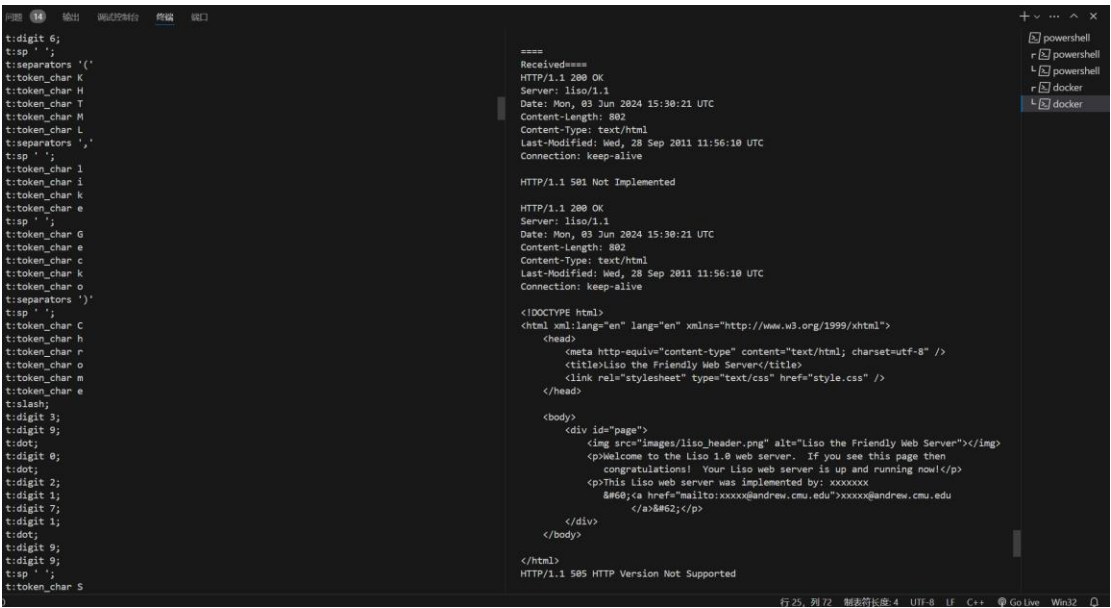 问题 14 输出 调试控制台 终端 端口
t:digit 6;
t:sp ' ';
t:separators '('
t:token_char K
t:token_char H
t:token_char T
t:token_char M
t:token_char L
t:separators ','
t:sp ' ';
t:token_char l
t:token_char i
t:token_char k
t:token_char e
t:sp ' ';
t:token_char G
t:token_char e
t:token_char c
t:token_char k
t:token_char o
t:separators ')'
t:sp ' ';
t:token_char C
t:token_char h
t:token_char r
t:token_char o
t:token_char m
t:token_char e
t:slash;
t:digit 3;
t:digit 9;
t:dot;
t:digit 0;
t:dot;
t:digit 2;
t:digit 1;
t:digit 7;
t:digit 1;
t:dot;
t:digit 9;
t:digit 9;
t:sp ' ';
t:token_char S
====
Received====
HTTP/1.1 200 OK
Server: liso/1.1
Date: Mon, 03 Jun 2024 15:30:21 UTC
Content-Length: 802
Content-Type: text/html
Last-Modified: Wed, 28 Sep 2011 11:56:10 UTC
Connection: keep-alive
HTTP/1.1 501 Not Implemented
HTTP/1.1 200 OK
Server: liso/1.1
Date: Mon, 03 Jun 2024 15:30:21 UTC
Content-Length: 802
Content-Type: text/html
Last-Modified: Wed, 28 Sep 2011 11:56:10 UTC
Connection: keep-alive
<!DOCTYPE html>
<html xml:lang="en" lang="en" xmlns="http://www.w3.org/1999/xhtml">
<head>
<meta http-equiv="content-type" content="text/html; charset=utf-8" />
<title>Liso the Friendly Web Server</title>
<link rel="stylesheet" type="text/css" href="style.css" />
</head>
<body>
<div id="page">
<img src="images/liso_header.png" alt="Liso the Friendly Web Server"></img>
<p>Welcome to the Liso 1.0 web server.  If you see this page then
congratulations!  Your Liso web server is up and running now!</p>
<p>This Liso web server was implemented by: xxxxxxx
&#60;<a href="mailto:xxxxx@andrew.cmu.edu">xxxxx@andrew.cmu.edu
</a>&#62;</p>
</div>
</body>
</html>
HTTP/1.1 505 HTTP Version Not Supported
powershell
powershell
powershell
docker
docker
行 25, 列 72 制表符长度: 4 UTF-8 LF C++ Go Live Win32